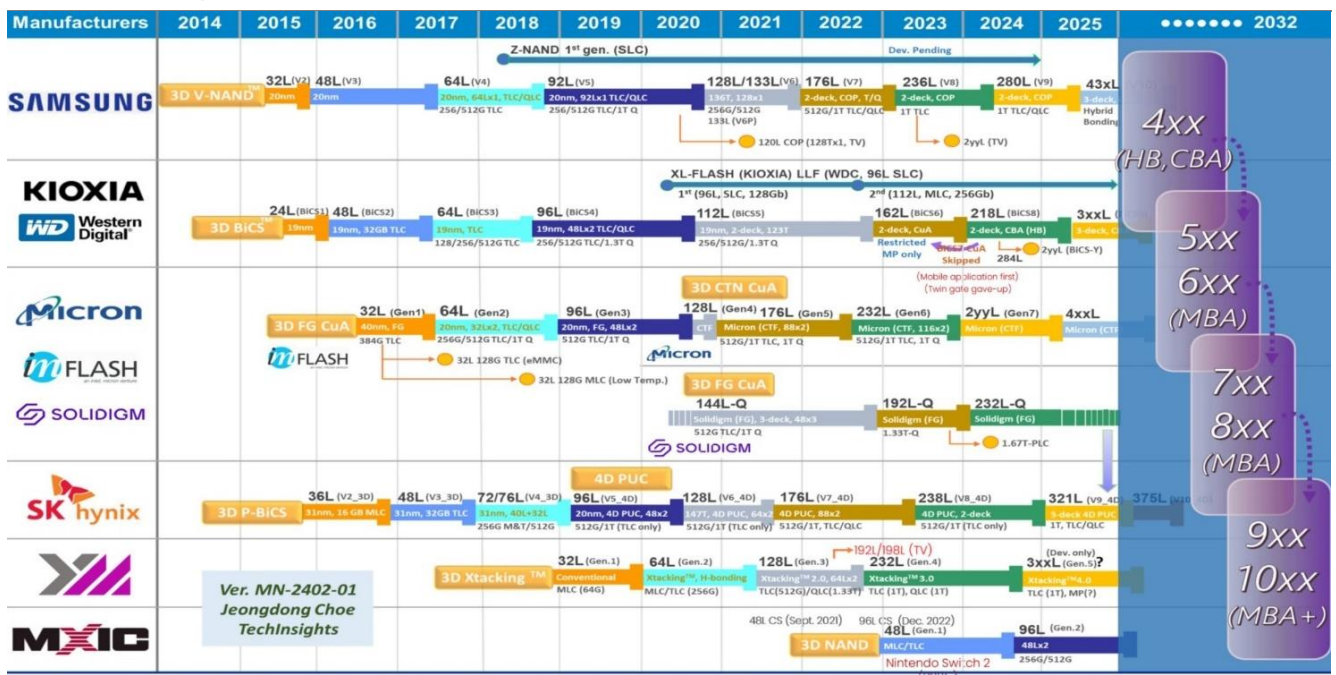 Manufacturers 2014 2015 2016 2017 2018 2019 2020 2021 2022 2023 2024 2025 ••••••• 2032
Z-NAND 1st gen. (SLC) Dev. Pending
SAMSUNG
3D V-NAND™
32L(V2) 48L(V3) 64L(V4) 92L(V5) 128L/133L(V6) 176L(V7) 236L(V8) 280L(V9) 43xL
20nm 20nm 20nm, 64Lx1, TLC/QLC 20nm, 92Lx1 TLC/QLC 136T, 128x1 2-deck, COP, T/Q 2-deck, COP 2-deck, COP 3-deck,
256/512G TLC 256/512G TLC/1T Q 256G/512G 512G/1T TLC/QLC 1T TLC 1T TLC/QLC Hybrid
133L (V6P) Bonding
120L COP (128Tx1, TV) 2yyL (TV)
4xx
(HB,CBA)
KIOXIA
WD Western
Digital®
XL-FLASH (KIOXIA) LLF (WDC, 96L SLC)
1st (96L, SLC, 128Gb) 2nd (112L, MLC, 256Gb)
3D BiCS™
24L(BiCS1) 48L (BiCS2) 64L (BiCS3) 96L (BiCS4) 112L (BiCS5) 162L (BiCS6) 218L (BiCS8) 3xxL
19nm 19nm, 32GB TLC 19nm, TLC 19nm, 48Lx2 TLC/QLC 19nm, 2-deck, 123T 2-deck, CuA 2-deck, CBA (HB) 3-deck,
128/256/512G TLC 256/512G TLC/1.3T Q 256/512G/1.3T Q Restricted
MP only Skipped 284L 2yyL (BiCS-Y)
(Mobile application first)
(Twin gate gave-up)
5xx
6xx
(MBA)
Micron
imFLASH
SOLIDIGM
3D CTN CuA
3D FG CuA
32L (Gen1) 64L (Gen2) 96L (Gen3) 128L (Gen4) 176L (Gen5) 232L (Gen6) 2yyL (Gen7) 4xxL
40nm, FG 20nm, 32Lx2, TLC/QLC 20nm, FG, 48Lx2 CTF Micron (CTF, 88x2) Micron (CTF, 116x2) Micron (CTF) Micron (CTF
384G TLC 256G/512G TLC/1T Q 512G TLC/1T Q 512G/1T TLC, 1T Q 512G/1T TLC, 1T Q
imFLASH
Micron
32L 128G TLC (eMMC)
32L 128G MLC (Low Temp.)
3D FG CuA
144L-Q 192L-Q 232L-Q
Solidigm (FG), 3-deck, 48x3 Solidigm (FG) Solidigm (FG)
512G TLC/1T Q 1.33T-Q 1.67T-PLC
SOLIDIGM
7xx
8xx
(MBA)
SK hynix
4D PUC
3D P-BiCS
36L (V2_3D) 48L (V3_3D) 72/76L (V4_3D) 96L (V5_4D) 128L (V6_4D) 176L (V7_4D) 238L (V8_4D) 321L (V9_4D) 375L
31nm, 16 GB MLC 31nm, 32GB TLC 31nm, 40L+32L 20nm, 4D PUC, 48x2 147T, 4D PUC, 64x2 4D PUC, 88x2 4D PUC, 2-deck 3-deck 4D PUC
256G M&T/512G 512G/1T (TLC only) 512G/1T (TLC only) 512G/1T, TLC/QLC 512G/1T (TLC only) 1T, TLC/QLC
9xx
10xx
(MBA+)
192L/198L (TV)
(Dev. only)
3D Xtacking ™
32L (Gen.1) 64L (Gen.2) 128L (Gen.3) 232L (Gen.4) 3xxL (Gen.5)?
Conventional Xtacking™, H-bonding Xtacking™ 2.0, 64Lx2 Xtacking™ 3.0 Xtacking™ 4.0
MLC (64G) MLC/TLC (256G) TLC(512G)/QLC(1.33T) TLC (1T), QLC (1T) TLC (1T), MP(?)
Ver. MN-2402-01
Jeongdong Choe
TechInsights
MXIC
48L CS (Sept. 2021) 96L CS (Dec. 2022)
3D NAND
48L (Gen.1) 96L (Gen.2)
MLC/TLC 48Lx2
Nintendo Switch 2 256G/512G